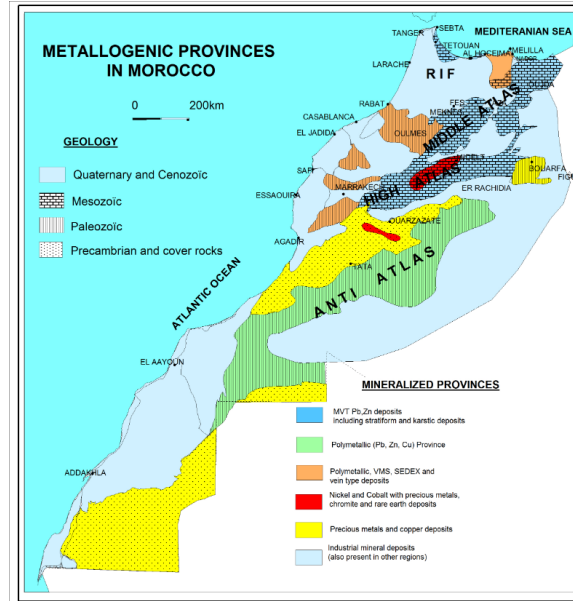 METALLOGENIC PROVINCES
IN MOROCCO
0 200km
GEOLOGY
Quaternary and Cenozoïc
Mesozoïc
Paleozoïc
Precambrian and cover rocks
MEDITERANIAN SEA
SEBTA
TANGER
TETOUAN
AL HOCEIMA
MELILLA
LARACHE
RIF
OUJDA
RABAT
FES
MEKNES
CASABLANCA
EL JADIDA
OULMES
MIDDLE ATLAS
SAFI
BOUARFA
MARRAKECH
HIGH ATLAS
ER RACHIDIA
ESSAOUIRA
OUARZAZATE
AGADIR
TATA
ANTI ATLAS
ATLANTIC OCEAN
EL AAYOUN
ADDAKHLA
MINERALIZED PROVINCES
MVT Pb,Zn deposits
including stratiform and karstic deposits
Polymetallic (Pb, Zn, Cu) Province
Polymetallic, VMS, SEDEX and
vein type deposits
Nickel and Cobalt with precious metals,
chromite and rare earth deposits
Precious metals and copper deposits
Industrial mineral deposits
(also present in other regions)